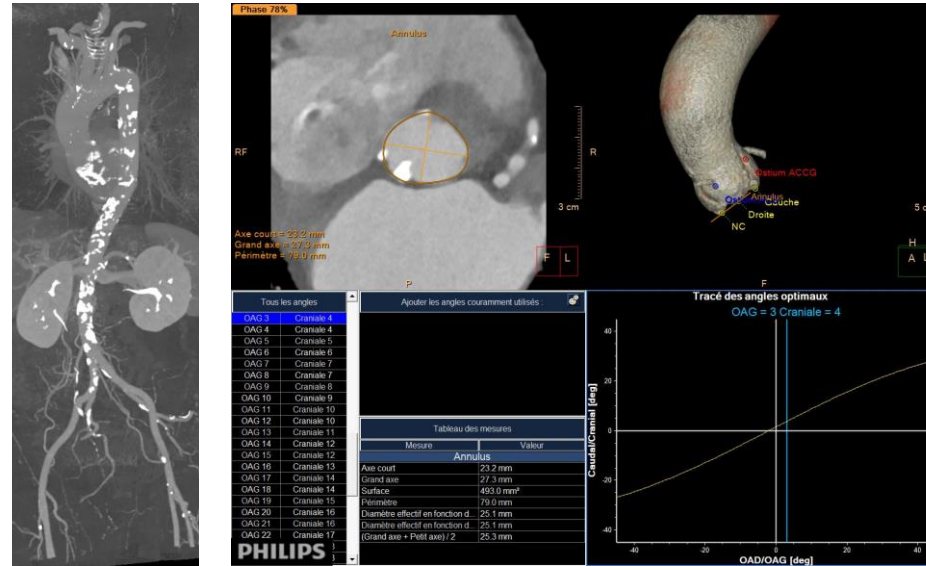 Phase 78%
Annulus
RF
R
3 cm
Axe court = 23.2 mm
Grand axe = 27.3 mm
Périmètre = 79.0 mm
F L
P
Ostium ACCG
Annulus
Gauche
Droite
NC
5 c
H
A L
F
Tous les angles
OAG 3 Craniale 4
OAG 4 Craniale 4
OAG 5 Craniale 5
OAG 6 Craniale 6
OAG 7 Craniale 7
OAG 8 Craniale 7
OAG 9 Craniale 8
OAG 10 Craniale 9
OAG 11 Craniale 10
OAG 12 Craniale 10
OAG 13 Craniale 11
OAG 14 Craniale 12
OAG 15 Craniale 12
OAG 16 Craniale 13
OAG 17 Craniale 14
OAG 18 Craniale 14
OAG 19 Craniale 15
OAG 20 Craniale 16
OAG 21 Craniale 16
OAG 22 Craniale 17
PHILIPS
Ajouter les angles couramment utilisés :
Tableau des mesures
Mesure Valeur
Annulus
Axe court 23.2 mm
Grand axe 27.3 mm
Surface 493.0 mm²
Périmètre 79.0 mm
Diamètre effectif en fonction d... 25.1 mm
Diamètre effectif en fonction d... 25.1 mm
(Grand axe + Petit axe) / 2 25.3 mm
Tracé des angles optimaux
OAG = 3 Craniale = 4
Caudal/Cranial [deg]
40
20
0
-20
-40
-40 -20 0 20 40
OAD/OAG [deg]